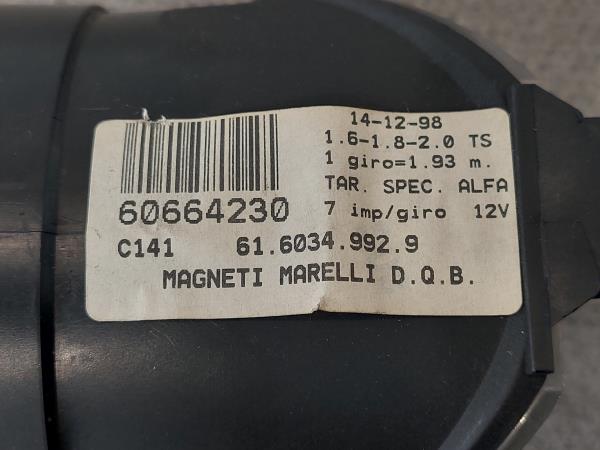 14-12-98
1.6-1.8-2.0 TS
1 giro=1.93 m.
TAR. SPEC. ALFA
60664230 7 imp/giro 12V
C141 61.6034.992.9
MAGNETI MARELLI D.Q.B.